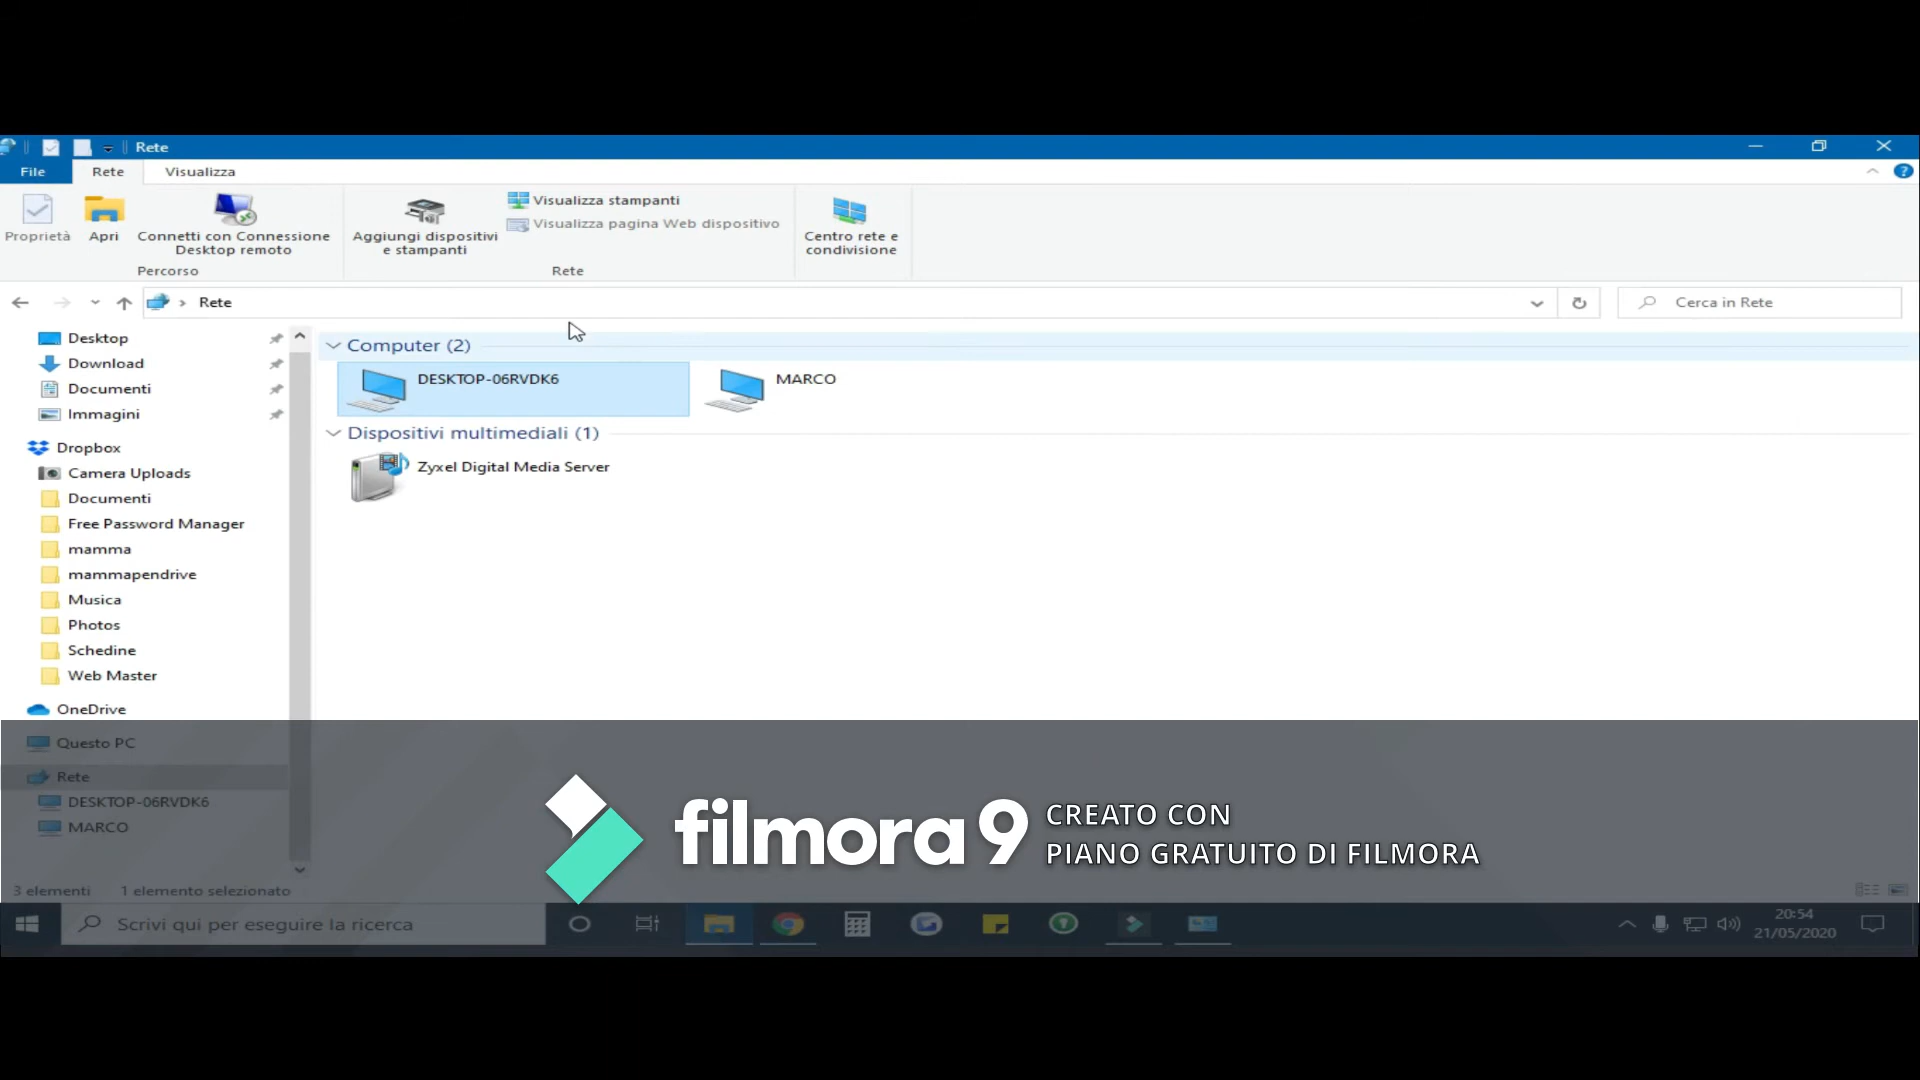 Rete
File
Rete
Visualizza
Proprietà
Apri
Connetti con Connessione
Desktop remoto
Percorso
Aggiungi dispositivi
e stampanti
Visualizza stampanti
Visualizza pagina Web dispositivo
Rete
Centro rete e
condivisione
Rete
Cerca in Rete
Desktop
Download
Documenti
Immagini
Dropbox
Camera Uploads
Documenti
Free Password Manager
mamma
mammapendrive
Musica
Photos
Schedine
Web Master
OneDrive
Questo PC
Rete
DESKTOP-06RVDK6
MARCO
Computer (2)
DESKTOP-06RVDK6
MARCO
Dispositivi multimediali (1)
Zyxel Digital Media Server
filmora 9
CREATO CON
PIANO GRATUITO DI FILMORA
3 elementi
1 elemento selezionato
Scrivi qui per eseguire la ricerca
20:54
21/05/2020